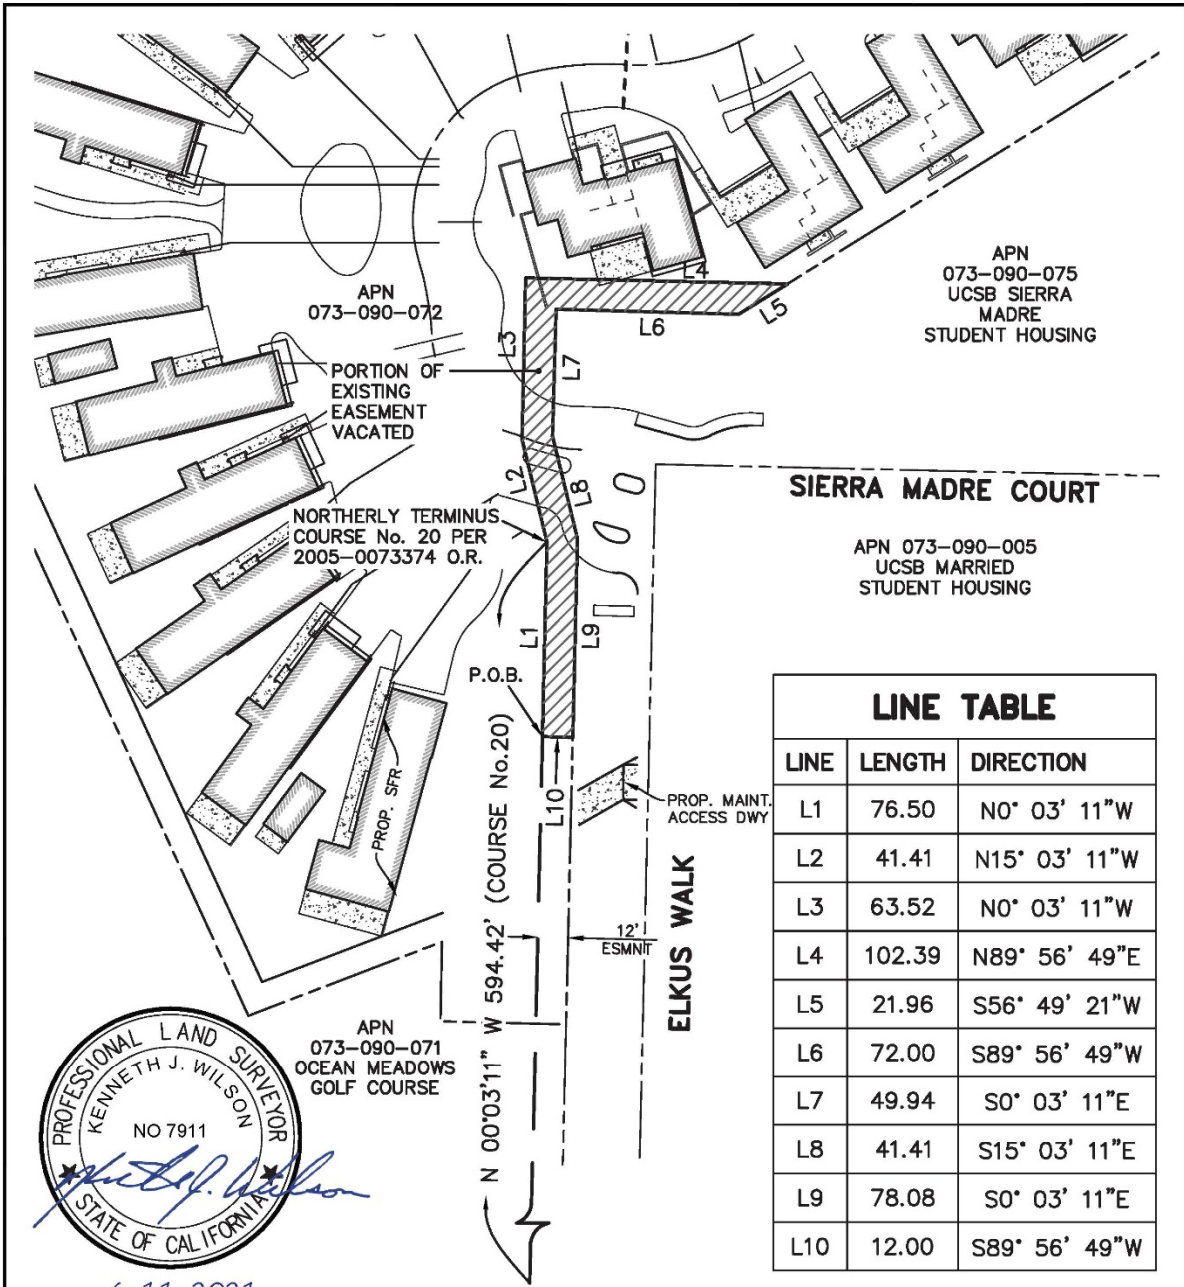 APN
073-090-072
APN
073-090-075
UCSB SIERRA
MADRE
STUDENT HOUSING
L4
L5
L6
L3
L7
PORTION OF
EXISTING
EASEMENT
VACATED
L2
L8
SIERRA MADRE COURT
NORTHERLY TERMINUS
COURSE No. 20 PER
2005-0073374 O.R.
APN 073-090-005
UCSB MARRIED
STUDENT HOUSING
L1
L9
P.O.B.
L10
PROP. SFR
PROP. MAINT.
ACCESS DWY
ELKUS WALK
12'
ESMNT
N 00°03'11" W 594.42' (COURSE No.20)
APN
073-090-071
OCEAN MEADOWS
GOLF COURSE
LINE TABLE
LINE LENGTH DIRECTION
L1 76.50 N0° 03' 11"W
L2 41.41 N15° 03' 11"W
L3 63.52 N0° 03' 11"W
L4 102.39 N89° 56' 49"E
L5 21.96 S56° 49' 21"W
L6 72.00 S89° 56' 49"W
L7 49.94 S0° 03' 11"E
L8 41.41 S15° 03' 11"E
L9 78.08 S0° 03' 11"E
L10 12.00 S89° 56' 49"W
PROFESSIONAL LAND SURVEYOR
KENNETH J. WILSON
NO 7911
STATE OF CALIFORNIA